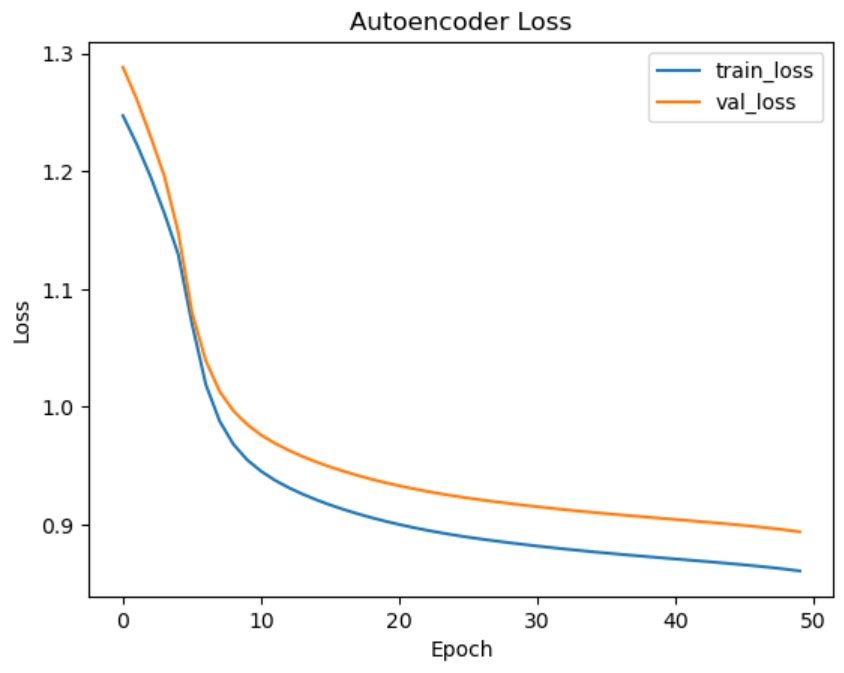 Autoencoder Loss
1.3
1.2
1.1
1.0
0.9
Loss
train_loss
val_loss
0 10 20 30 40 50
Epoch